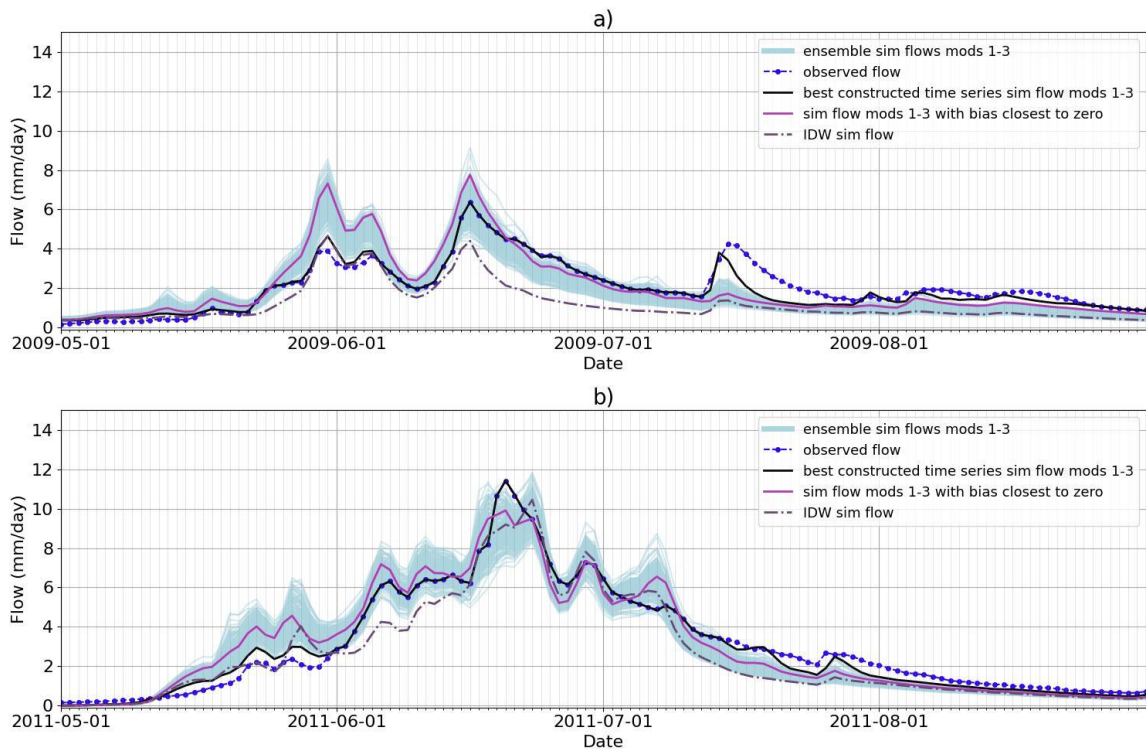 a)
14
12
10
8
6
4
2
0
Flow (mm/day)
ensemble sim flows mods 1-3
observed flow
best constructed time series sim flow mods 1-3
sim flow mods 1-3 with bias closest to zero
IDW sim flow
2009-05-01 2009-06-01 2009-07-01 2009-08-01
Date
b)
14
12
10
8
6
4
2
0
Flow (mm/day)
ensemble sim flows mods 1-3
observed flow
best constructed time series sim flow mods 1-3
sim flow mods 1-3 with bias closest to zero
IDW sim flow
2011-05-01 2011-06-01 2011-07-01 2011-08-01
Date